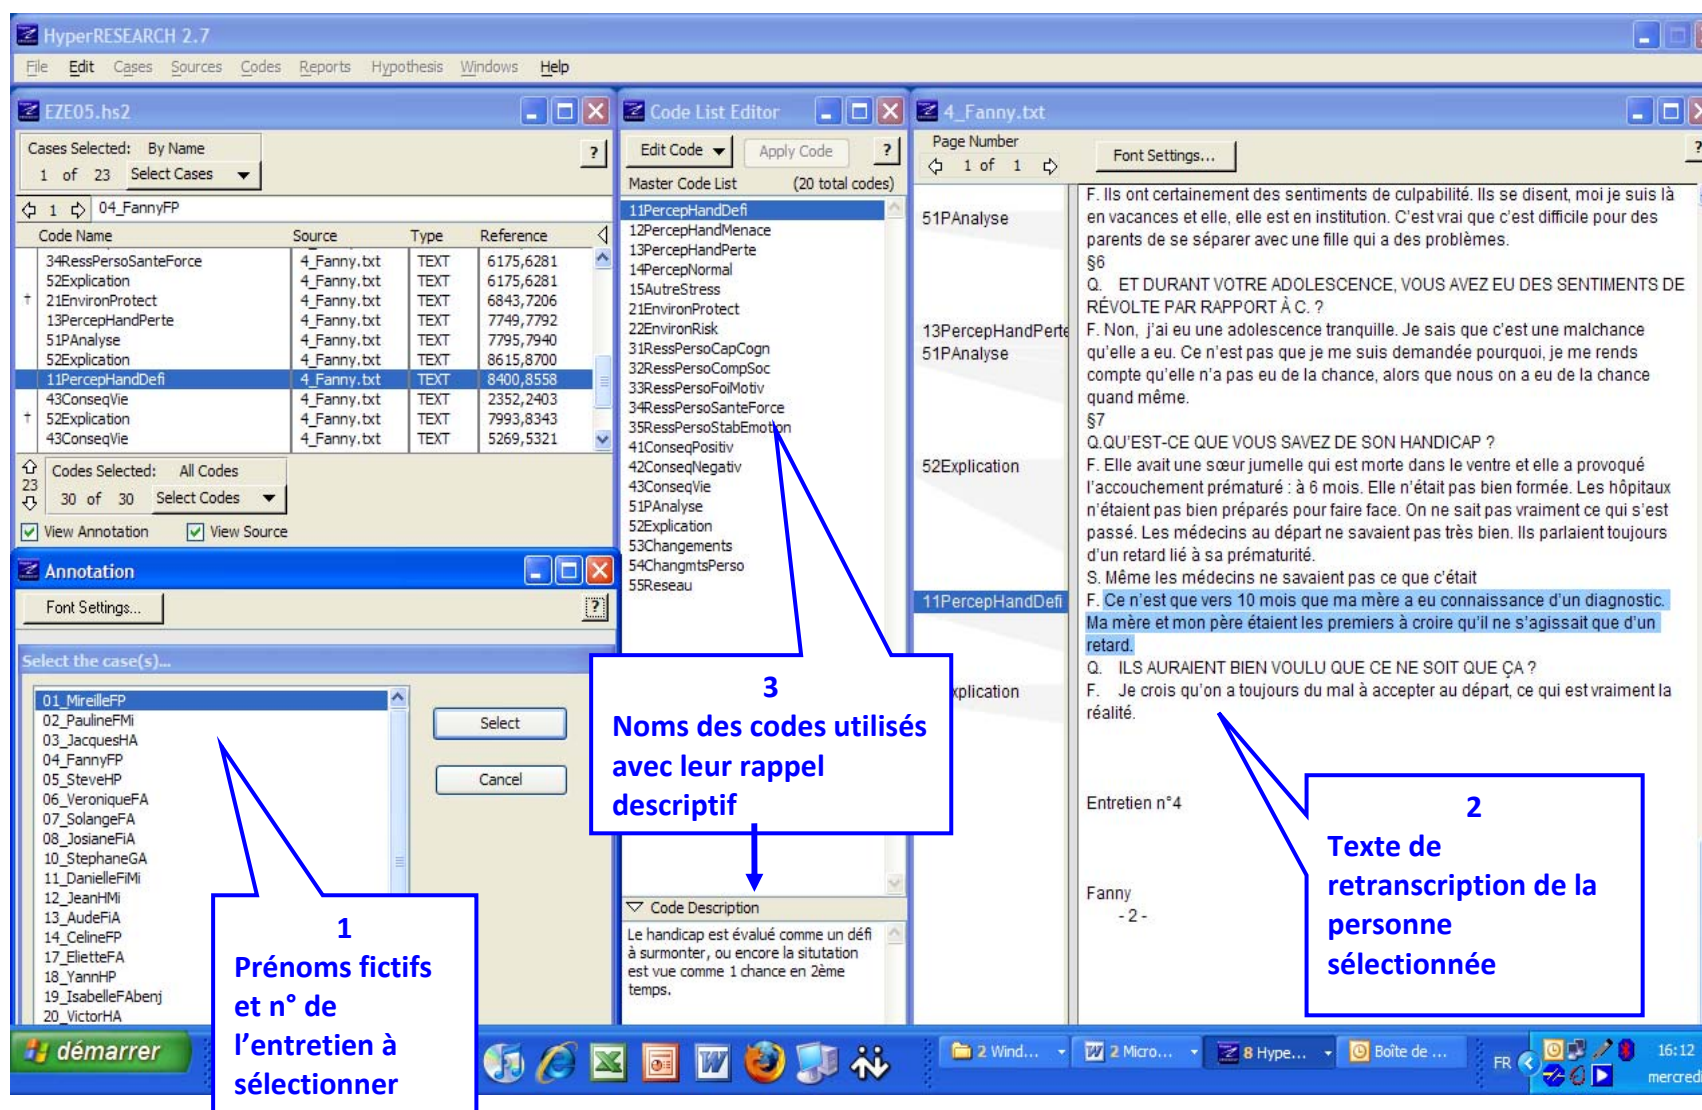 HyperRESEARCH 2.7
File Edit Cases Sources Codes Reports Hypothesis Windows Help
EZE05.hs2
Cases Selected: By Name
?
1 of 23 Select Cases
1 04_FannyFP
Code Name Source Type Reference
34RessPersoSanteForce 4_Fanny.txt TEXT 6175,6281
52Explication 4_Fanny.txt TEXT 6175,6281
† 21EnvironProtect 4_Fanny.txt TEXT 6843,7206
13PercepHandPerte 4_Fanny.txt TEXT 7749,7792
51PAnalyse 4_Fanny.txt TEXT 7795,7940
52Explication 4_Fanny.txt TEXT 8615,8700
11PercepHandDefi 4_Fanny.txt TEXT 8400,8558
43ConseqVie 4_Fanny.txt TEXT 2352,2403
† 52Explication 4_Fanny.txt TEXT 7993,8343
43ConseqVie 4_Fanny.txt TEXT 5269,5321
Codes Selected: All Codes
23
30 of 30 Select Codes
View Annotation View Source
Annotation
Font Settings...
?
Select the case(s)...
01_MireilleFP
02_PaulineFMi
03_JacquesHA
04_FannyFP
05_SteveHP
06_VeroniqueFA
07_SolangeFA
08_JosianeFiA
10_StephaneGA
11_DanielleFiMi
12_JeanHMi
13_AudeFiA
14_CelineFP
17_ElietteFA
18_YannHP
19_IsabelleFAbenj
20_VictorHA
Select
Cancel
1
Prénoms fictifs
et n° de
l’entretien à
sélectionner
Code List Editor
Edit Code Apply Code ?
Master Code List (20 total codes)
11PercepHandDefi
12PercepHandMenace
13PercepHandPerte
14PercepNormal
15AutreStress
21EnvironProtect
22EnvironRisk
31RessPersoCapCogn
32RessPersoCompSoc
33RessPersoFoiMotiv
34RessPersoSanteForce
35RessPersoStabEmotion
41ConseqPositiv
42ConseqNegativ
43ConseqVie
51PAnalyse
52Explication
53Changements
54ChangmtsPerso
55Reseau
3
Noms des codes utilisés
avec leur rappel
descriptif
Code Description
Le handicap est évalué comme un défi
à surmonter, ou encore la situtation
est vue comme 1 chance en 2ème
temps.
4_Fanny.txt
Page Number
1 of 1
Font Settings...
?
51PAnalyse
13PercepHandPerte
51PAnalyse
52Explication
11PercepHandDefi
xplication
F. Ils ont certainement des sentiments de culpabilité. Ils se disent, moi je suis là
en vacances et elle, elle est en institution. C’est vrai que c’est difficile pour des
parents de se séparer avec une fille qui a des problèmes.
§6
Q. ET DURANT VOTRE ADOLESCENCE, VOUS AVEZ EU DES SENTIMENTS DE
RÉVOLTE PAR RAPPORT À C. ?
F. Non, j’ai eu une adolescence tranquille. Je sais que c’est une malchance
qu’elle a eu. Ce n’est pas que je me suis demandée pourquoi, je me rends
compte qu’elle n’a pas eu de la chance, alors que nous on a eu de la chance
quand même.
§7
Q.QU’EST-CE QUE VOUS SAVEZ DE SON HANDICAP ?
F. Elle avait une sœur jumelle qui est morte dans le ventre et elle a provoqué
l’accouchement prématuré : à 6 mois. Elle n’était pas bien formée. Les hôpitaux
n’étaient pas bien préparés pour faire face. On ne sait pas vraiment ce qui s’est
passé. Les médecins au départ ne savaient pas très bien. Ils parlaient toujours
d’un retard lié à sa prématurité.
S. Même les médecins ne savaient pas ce que c’était
F. Ce n’est que vers 10 mois que ma mère a eu connaissance d’un diagnostic.
Ma mère et mon père étaient les premiers à croire qu’il ne s’agissait que d’un
retard.
Q. ILS AURAIENT BIEN VOULU QUE CE NE SOIT QUE ÇA ?
F. Je crois qu’on a toujours du mal à accepter au départ, ce qui est vraiment la
réalité.
Entretien n°4
Fanny
- 2 -
2
Texte de
retranscription de la
personne
sélectionnée
démarrer
2 Wind...
2 Micro...
8 Hype...
Boîte de ...
FR
16:12
mercredi